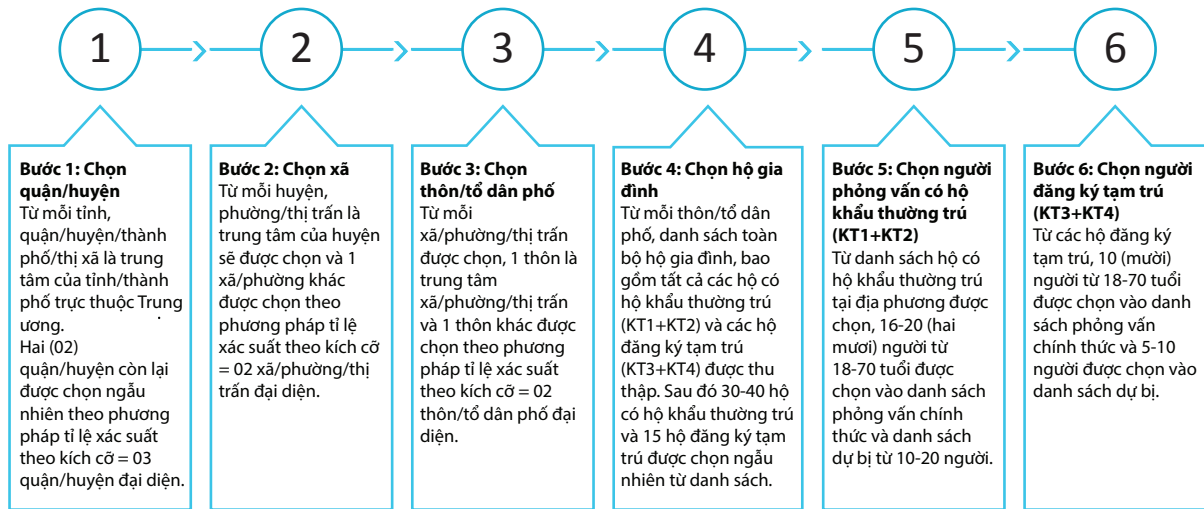 1
2
3
4
5
6
Bước 1: Chọn
quận/huyện
Từ mỗi tỉnh,
quận/huyện/thành
phố/thị xã là trung
tâm của tỉnh/thành
phố trực thuộc Trung
ương.
Hai (02)
quận/huyện còn lại
được chọn ngẫu
nhiên theo phương
pháp tỉ lệ xác suất
theo kích cỡ = 03
quận/huyện đại diện.
Bước 2: Chọn xã
Từ mỗi huyện,
phường/thị trấn là
trung tâm của huyện
sẽ được chọn và 1
xã/phường khác
được chọn theo
phương pháp tỉ lệ
xác suất theo kích cỡ
= 02 xã/phường/thị
trấn đại diện.
Bước 3: Chọn
thôn/tổ dân phố
Từ mỗi
xã/phường/thị trấn
được chọn, 1 thôn là
trung tâm
xã/phường/thị trấn
và 1 thôn khác được
chọn theo phương
pháp tỉ lệ xác suất
theo kích cỡ = 02
thôn/tổ dân phố đại
diện.
Bước 4: Chọn hộ gia
đình
Từ mỗi thôn/tổ dân
phố, danh sách toàn
bộ hộ gia đình, bao
gồm tất cả các hộ có
hộ khẩu thường trú
(KT1+KT2) và các hộ
đăng ký tạm trú
(KT3+KT4) được thu
thập. Sau đó 30-40 hộ
có hộ khẩu thường trú
và 15 hộ đăng ký tạm
trú được chọn ngẫu
nhiên từ danh sách.
Bước 5: Chọn người
phỏng vấn có hộ
khẩu thường trú
(KT1+KT2)
Từ danh sách hộ có
hộ khẩu thường trú
tại địa phương được
chọn, 16-20 (hai
mươi) người từ
18-70 tuổi được
chọn vào danh sách
phỏng vấn chính
thức và danh sách
dự bị từ 10-20 người.
Bước 6: Chọn người
đăng ký tạm trú
(KT3+KT4)
Từ các hộ đăng ký
tạm trú, 10 (mười)
người từ 18-70 tuổi
được chọn vào danh
sách phỏng vấn
chính thức và 5-10
người được chọn vào
danh sách dự bị.